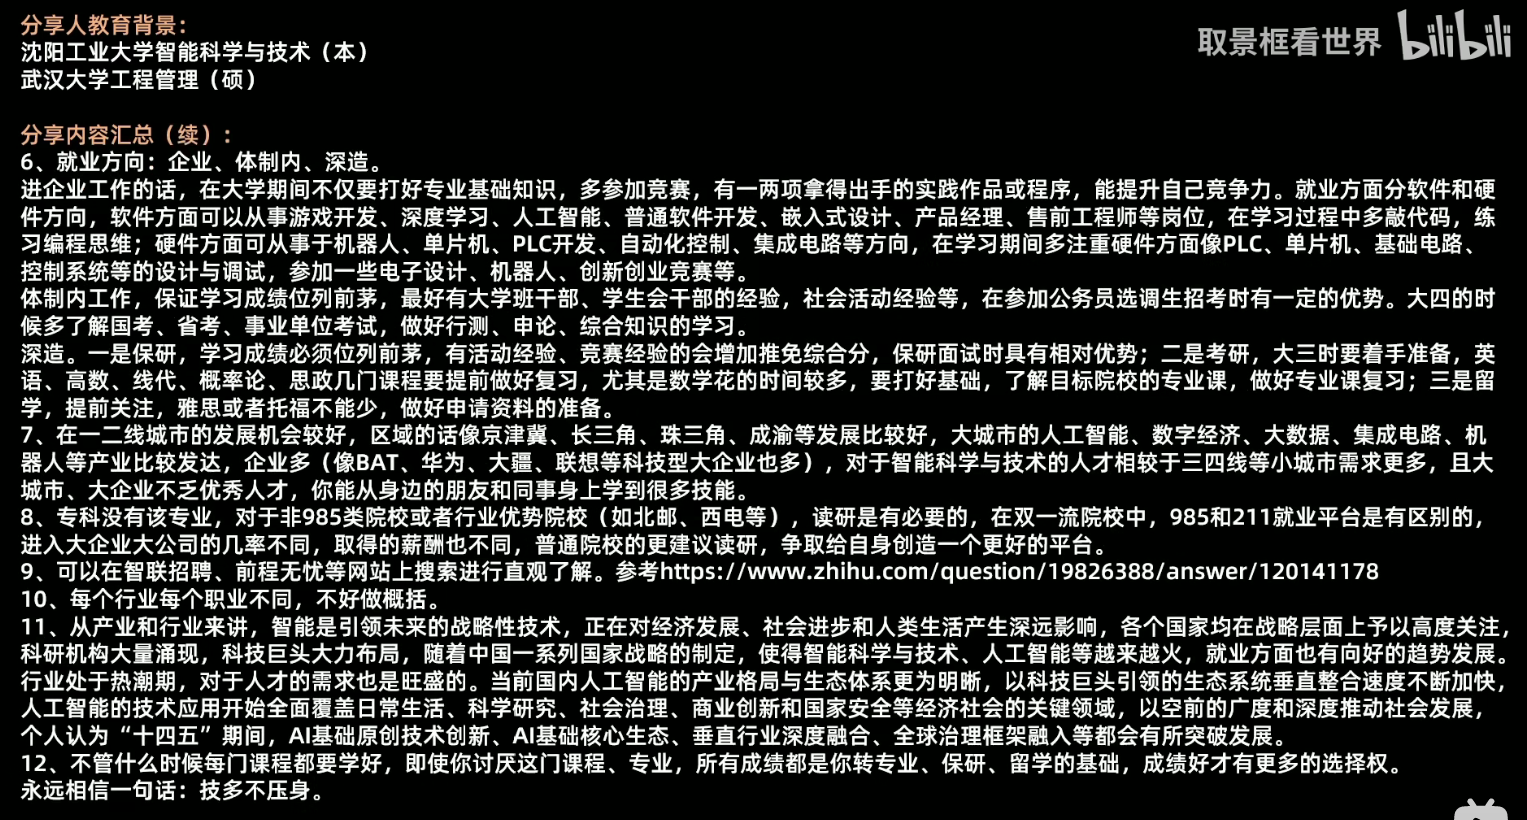 分享人教育背景：
沈阳工业大学智能科学与技术（本）
武汉大学工程管理（硕）
取景框看世界
bilibili
分享内容汇总（续）：
6、就业方向：企业、体制内、深造。
进企业工作的话，在大学期间不仅要打好专业基础知识，多参加竞赛，有一两项拿得出手的实践作品或程序，能提升自己竞争力。就业方面分软件和硬
件方向，软件方面可以从事游戏开发、深度学习、人工智能、普通软件开发、嵌入式设计、产品经理、售前工程师等岗位，在学习过程中多敲代码，练
习编程思维；硬件方面可从事于机器人、单片机、PLC开发、自动化控制、集成电路等方向，在学习期间多注重硬件方面像PLC、单片机、基础电路、
控制系统等的设计与调试，参加一些电子设计、机器人、创新创业竞赛等。
体制内工作，保证学习成绩位列前茅，最好有大学班干部、学生会干部的经验，社会活动经验等，在参加公务员选调生招考时有一定的优势。大四的时
候多了解国考、省考、事业单位考试，做好行测、申论、综合知识的学习。
深造。一是保研，学习成绩必须位列前茅，有活动经验、竞赛经验的会增加推免综合分，保研面试时具有相对优势；二是考研，大三时要着手准备，英
语、高数、线代、概率论、思政几门课程要提前做好复习，尤其是数学花的时间较多，要打好基础，了解目标院校的专业课，做好专业课复习；三是留
学，提前关注，雅思或者托福不能少，做好申请资料的准备。
7、在一二线城市的发展机会较好，区域的话像京津冀、长三角、珠三角、成渝等发展比较好，大城市的人工智能、数字经济、大数据、集成电路、机
器人等产业比较发达，企业多（像BAT、华为、大疆、联想等科技型大企业也多），对于智能科学与技术的人才相较于三四线等小城市需求更多，且大
城市、大企业不乏优秀人才，你能从身边的朋友和同事身上学到很多技能。
8、专科没有该专业，对于非985类院校或者行业优势院校（如北邮、西电等），读研是有必要的，在双一流院校中，985和211就业平台是有区别的，
进入大企业大公司的几率不同，取得的薪酬也不同，普通院校的更建议读研，争取给自身创造一个更好的平台。
9、可以在智联招聘、前程无忧等网站上搜索进行直观了解。参考https://www.zhihu.com/question/19826388/answer/120141178
10、每个行业每个职业不同，不好做概括。
11、从产业和行业来讲，智能是引领未来的战略性技术，正在对经济发展、社会进步和人类生活产生深远影响，各个国家均在战略层面上予以高度关注，
科研机构大量涌现，科技巨头大力布局，随着中国一系列国家战略的制定，使得智能科学与技术、人工智能等越来越火，就业方面也有向好的趋势发展。
行业处于热潮期，对于人才的需求也是旺盛的。当前国内人工智能的产业格局与生态体系更为明晰，以科技巨头引领的生态系统垂直整合速度不断加快，
人工智能的技术应用开始全面覆盖日常生活、科学研究、社会治理、商业创新和国家安全等经济社会的关键领域，以空前的广度和深度推动社会发展，
个人认为“十四五”期间，AI基础原创技术创新、AI基础核心生态、垂直行业深度融合、全球治理框架融入等都会有所突破发展。
12、不管什么时候每门课程都要学好，即使你讨厌这门课程、专业，所有成绩都是你转专业、保研、留学的基础，成绩好才有更多的选择权。
永远相信一句话：技多不压身。